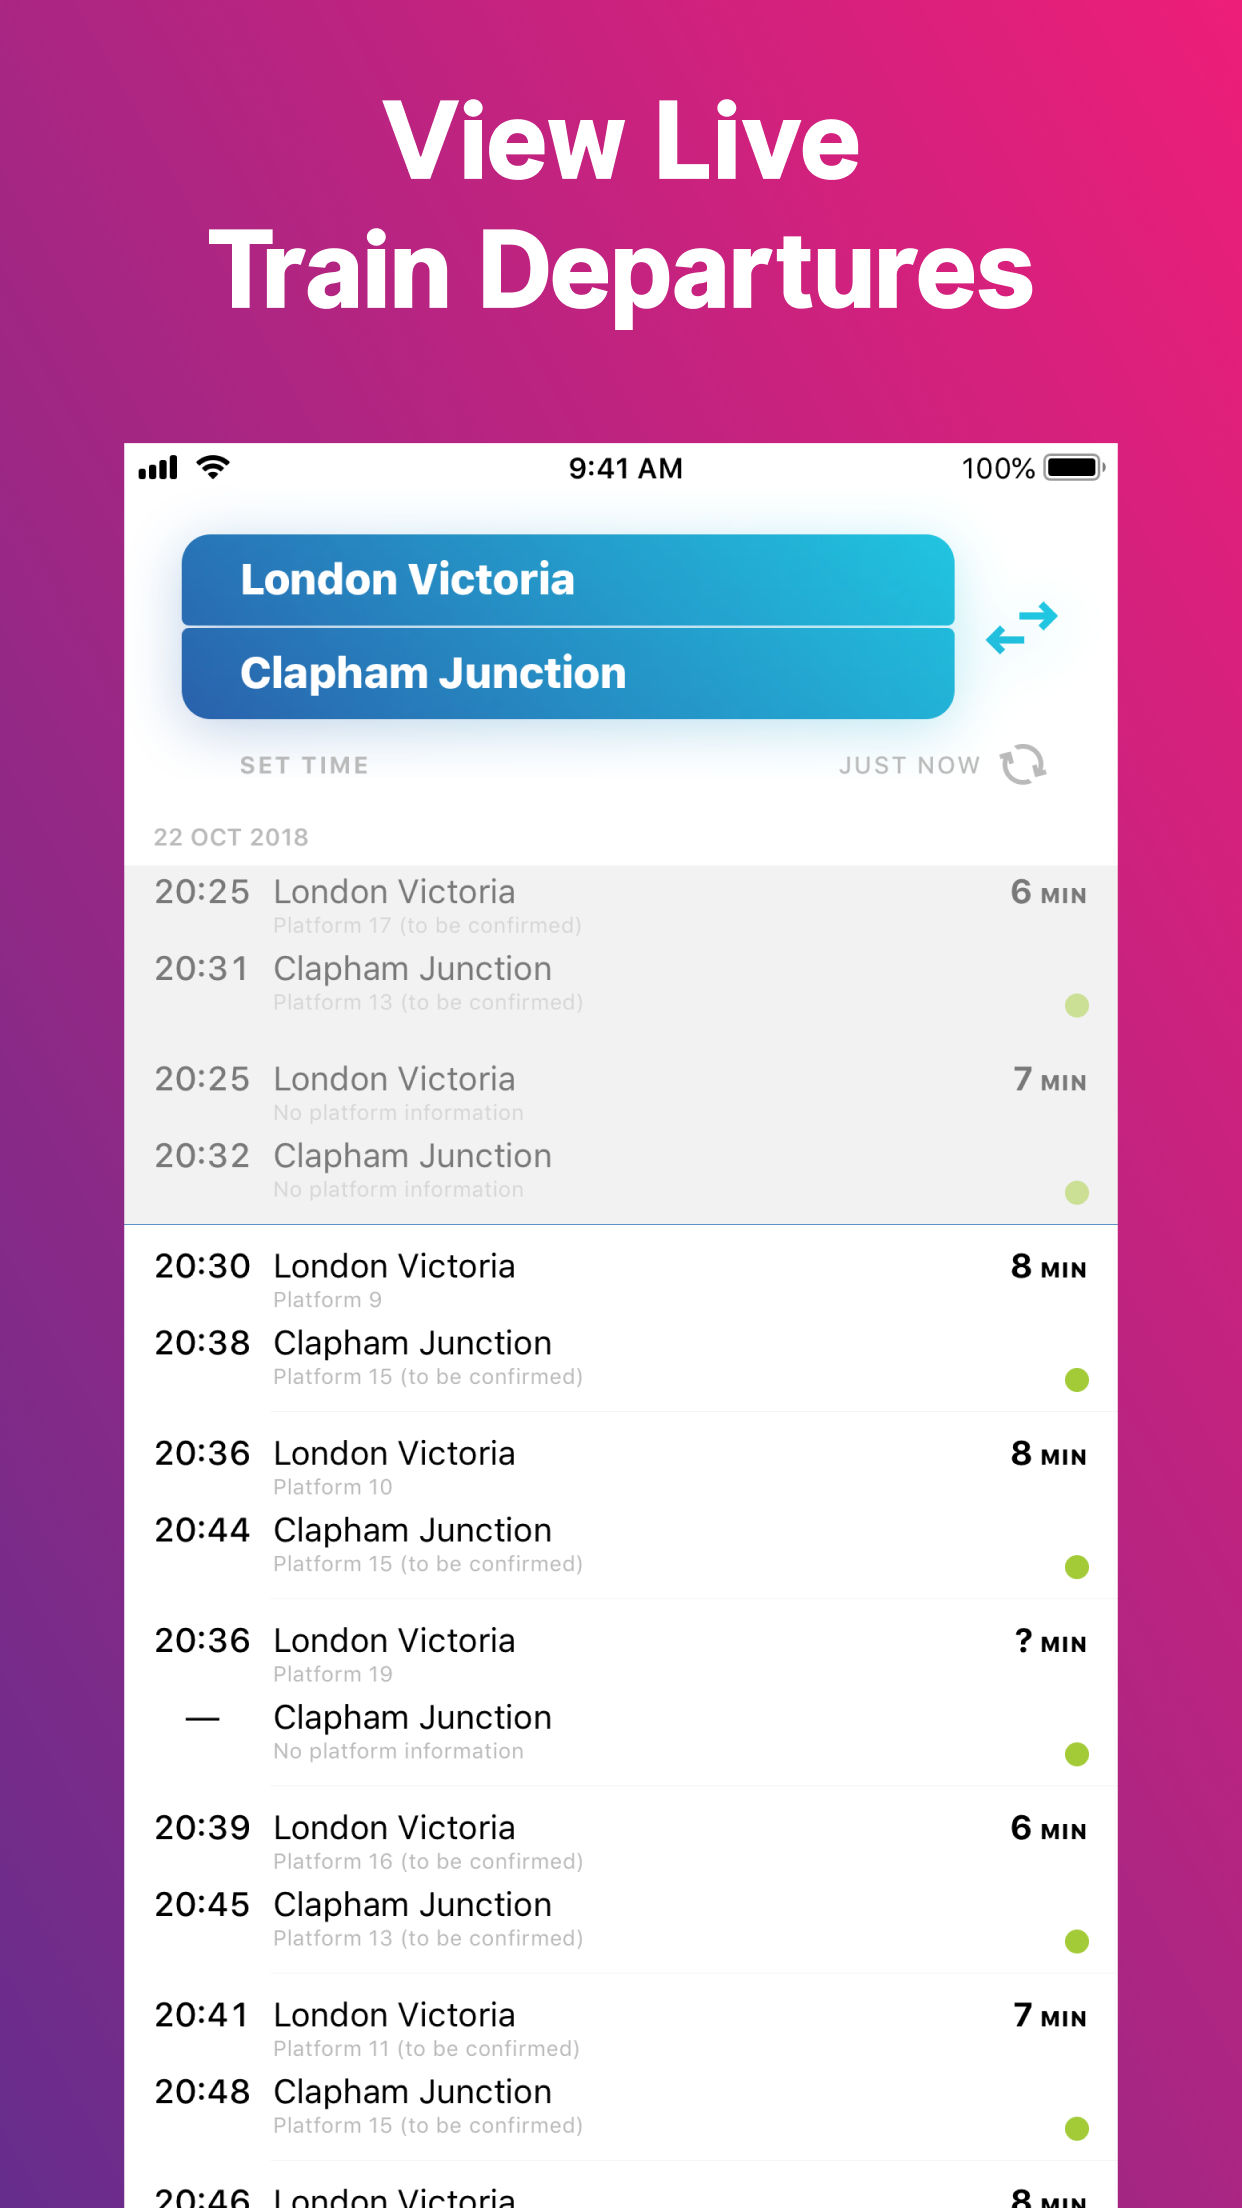 View Live
Train Departures
9:41 AM
100%
London Victoria
Clapham Junction
SET TIME
JUST NOW
22 OCT 2018
20:25 London Victoria 6 MIN
Platform 17 (to be confirmed)
20:31 Clapham Junction
Platform 13 (to be confirmed)
20:25 London Victoria 7 MIN
No platform information
20:32 Clapham Junction
No platform information
20:30 London Victoria 8 MIN
Platform 9
20:38 Clapham Junction
Platform 15 (to be confirmed)
20:36 London Victoria 8 MIN
Platform 10
20:44 Clapham Junction
Platform 15 (to be confirmed)
20:36 London Victoria ? MIN
Platform 19
— Clapham Junction
No platform information
20:39 London Victoria 6 MIN
Platform 16 (to be confirmed)
20:45 Clapham Junction
Platform 13 (to be confirmed)
20:41 London Victoria 7 MIN
Platform 11 (to be confirmed)
20:48 Clapham Junction
Platform 15 (to be confirmed)
20:46 London Victoria 8 MIN